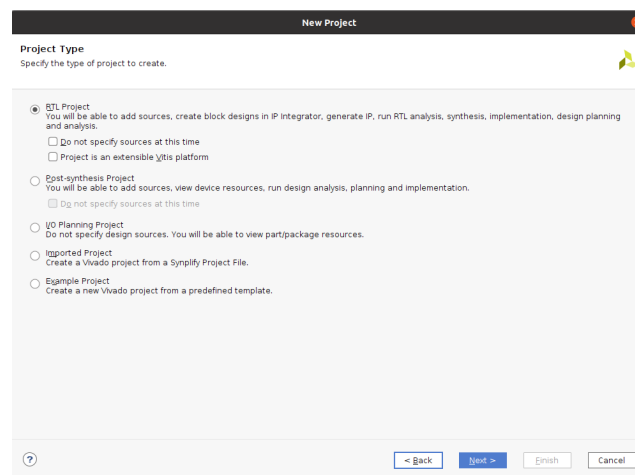 New Project
Project Type
Specify the type of project to create.
RTL Project
You will be able to add sources, create block designs in IP Integrator, generate IP, run RTL analysis, synthesis, implementation, design planning
and analysis.
Do not specify sources at this time
Project is an extensible Vitis platform
Post-synthesis Project
You will be able to add sources, view device resources, run design analysis, planning and implementation.
Do not specify sources at this time
I/O Planning Project
Do not specify design sources. You will be able to view part/package resources.
Imported Project
Create a Vivado project from a Synplify Project File.
Example Project
Create a new Vivado project from a predefined template.
? < Back Next > Finish Cancel